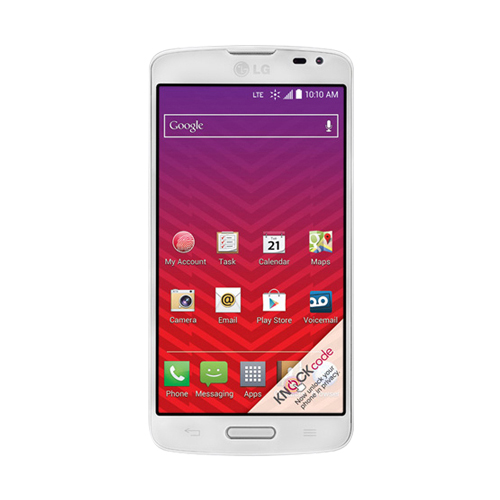 LG
LTE 10:10 AM
Google
My Account Task Calendar Maps
21
Camera Email Play Store Voicemail
KNOCK code
Now unlock your
phone in privacy.
Phone Messaging Apps